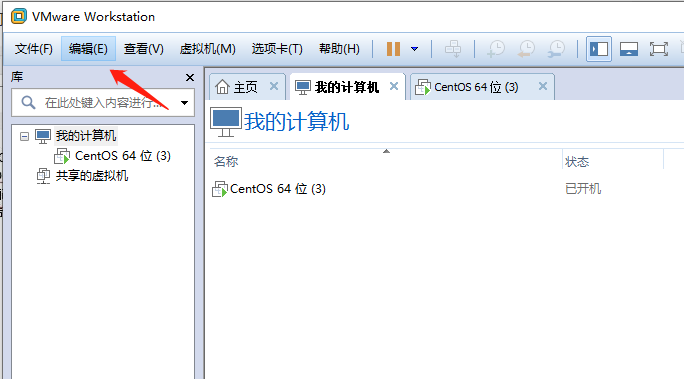 VMware Workstation
文件(F) 编辑(E) 查看(V) 虚拟机(M) 选项卡(T) 帮助(H)
库
在此处键入内容进行...
我的计算机
CentOS 64 位 (3)
共享的虚拟机
主页 我的计算机 CentOS 64 位 (3)
我的计算机
名称 状态
CentOS 64 位 (3) 已开机